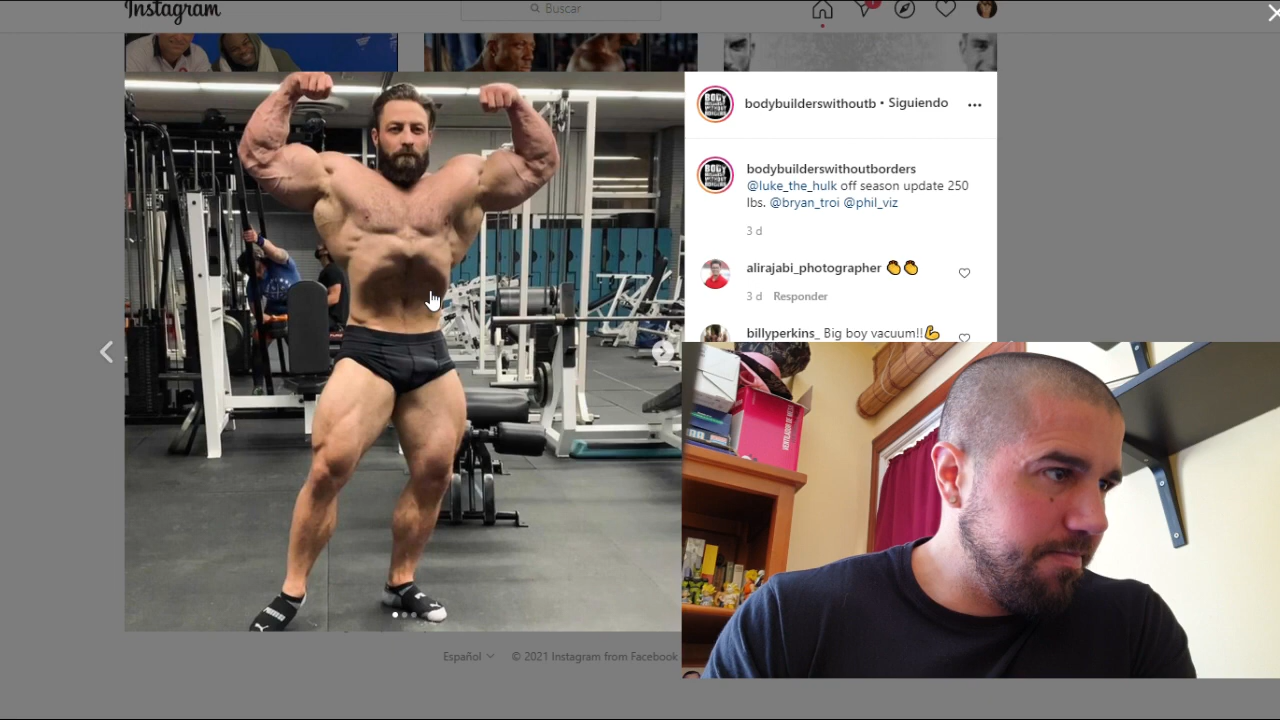 Instagram
Buscar
bodybuilderswithoutb • Siguiendo
bodybuilderswithoutborders
@luke_the_hulk off season update 250
lbs. @bryan_troi @phil_viz
3 d
alirajabi_photographer 👏👏
3 d Responder
billyperkins_ Big boy vacuum!!💪
Español
© 2021 Instagram from Facebook